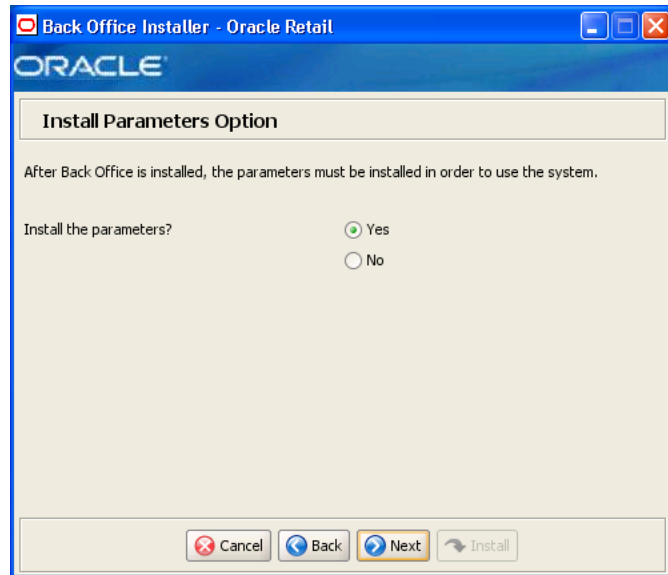 Back Office Installer - Oracle Retail
ORACLE
Install Parameters Option
After Back Office is installed, the parameters must be installed in order to use the system.
Install the parameters?
Yes
No
Cancel
Back
Next
Install